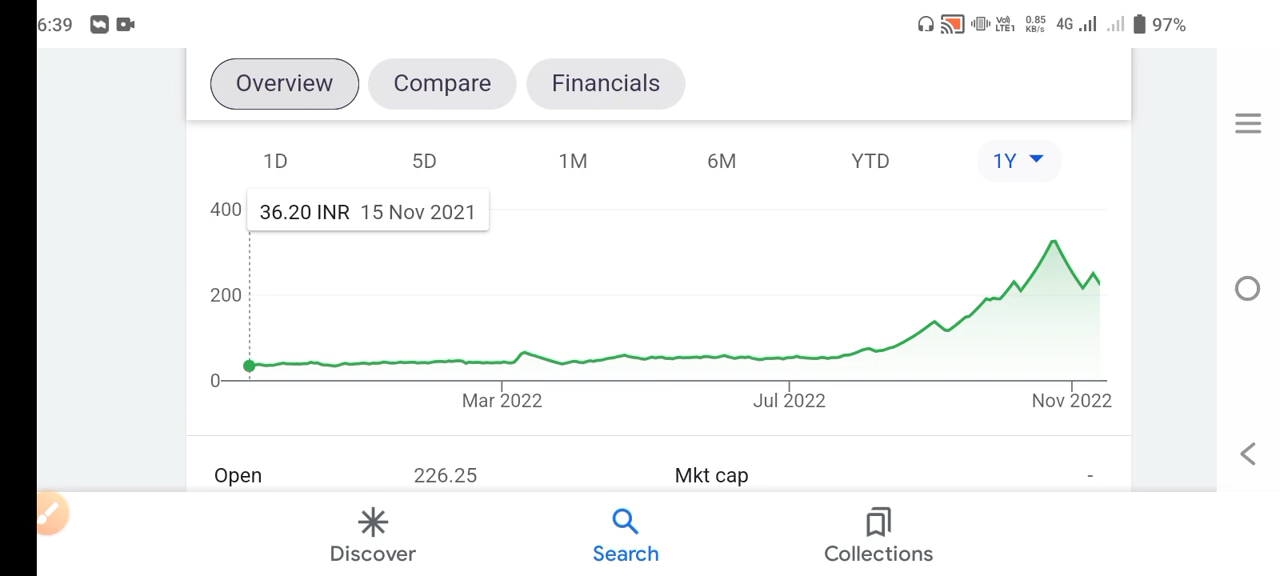 6:39 Vo) LTE1 0.85 KB/s 4G 97%
Overview Compare Financials
1D 5D 1M 6M YTD 1Y
400 36.20 INR 15 Nov 2021
200
0
Mar 2022 Jul 2022 Nov 2022
Open 226.25 Mkt cap -
Discover Search Collections